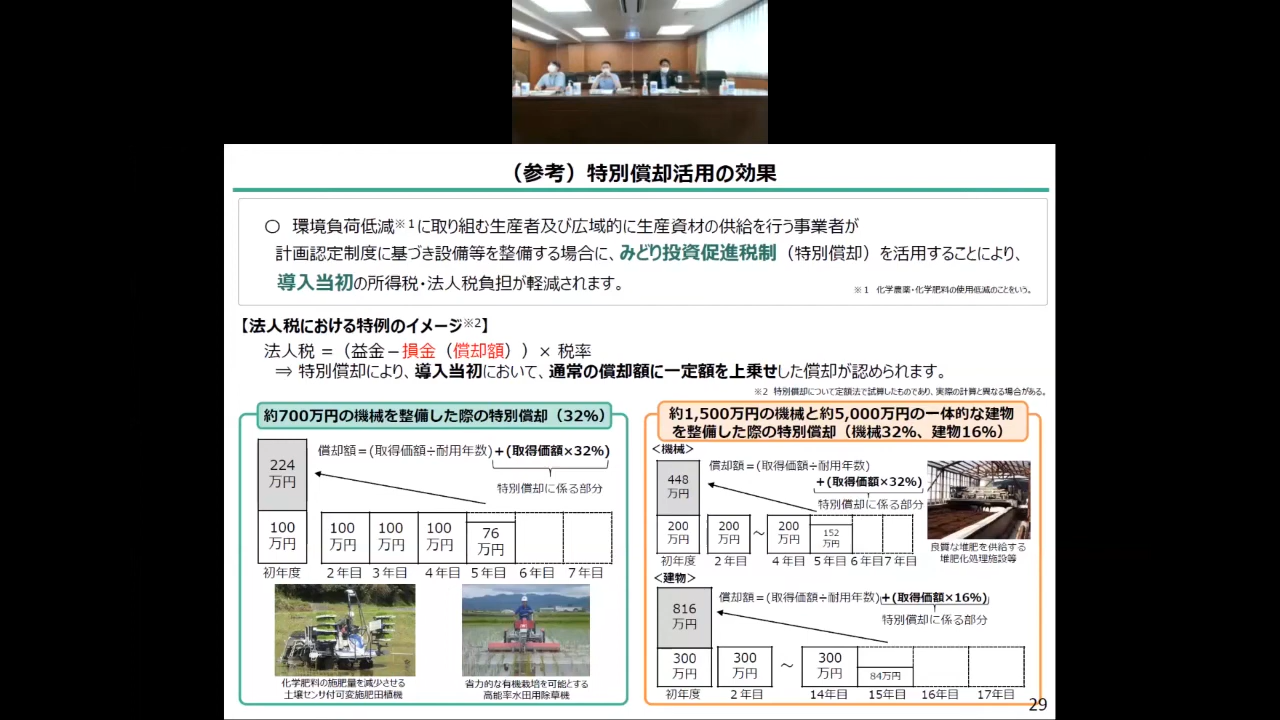 （参考）特別償却活用の効果
○ 環境負荷低減※1に取り組む生産者及び広域的に生産資材の供給を行う事業者が
計画認定制度に基づき設備等を整備する場合に、みどり投資促進税制（特別償却）を活用することにより、
導入当初の所得税・法人税負担が軽減されます。
※１ 化学農薬・化学肥料の使用低減のことをいう。
【法人税における特例のイメージ※2】
法人税 ＝（益金－損金（償却額））× 税率
⇒ 特別償却により、導入当初において、通常の償却額に一定額を上乗せした償却が認められます。
※２ 特別償却について定額法で試算したものであり、実際の計算と異なる場合がある。
約700万円の機械を整備した際の特別償却（32%）
償却額＝(取得価額÷耐用年数)＋(取得価額×32%)
特別償却に係る部分
224
万円
100
万円
100
万円
100
万円
100
万円
76
万円
初年度 ２年目 ３年目 ４年目 ５年目 ６年目 ７年目
化学肥料の施肥量を減少させる
土壌センサ付可変施肥田植機
省力的な有機栽培を可能とする
高能率水田用除草機
約1,500万円の機械と約5,000万円の一体的な建物
を整備した際の特別償却（機械32%、建物16%）
＜機械＞
償却額＝(取得価額÷耐用年数)
＋(取得価額×32%)
特別償却に係る部分
448
万円
200
万円
200
万円
～
200
万円
152
万円
初年度 ２年目 ４年目 ５年目 ６年目 ７年目
良質な堆肥を供給する
堆肥化処理施設等
＜建物＞
償却額＝(取得価額÷耐用年数)＋(取得価額×16%)
特別償却に係る部分
816
万円
300
万円
300
万円
～
300
万円
84万円
初年度 ２年目 14年目 15年目 16年目 17年目
29